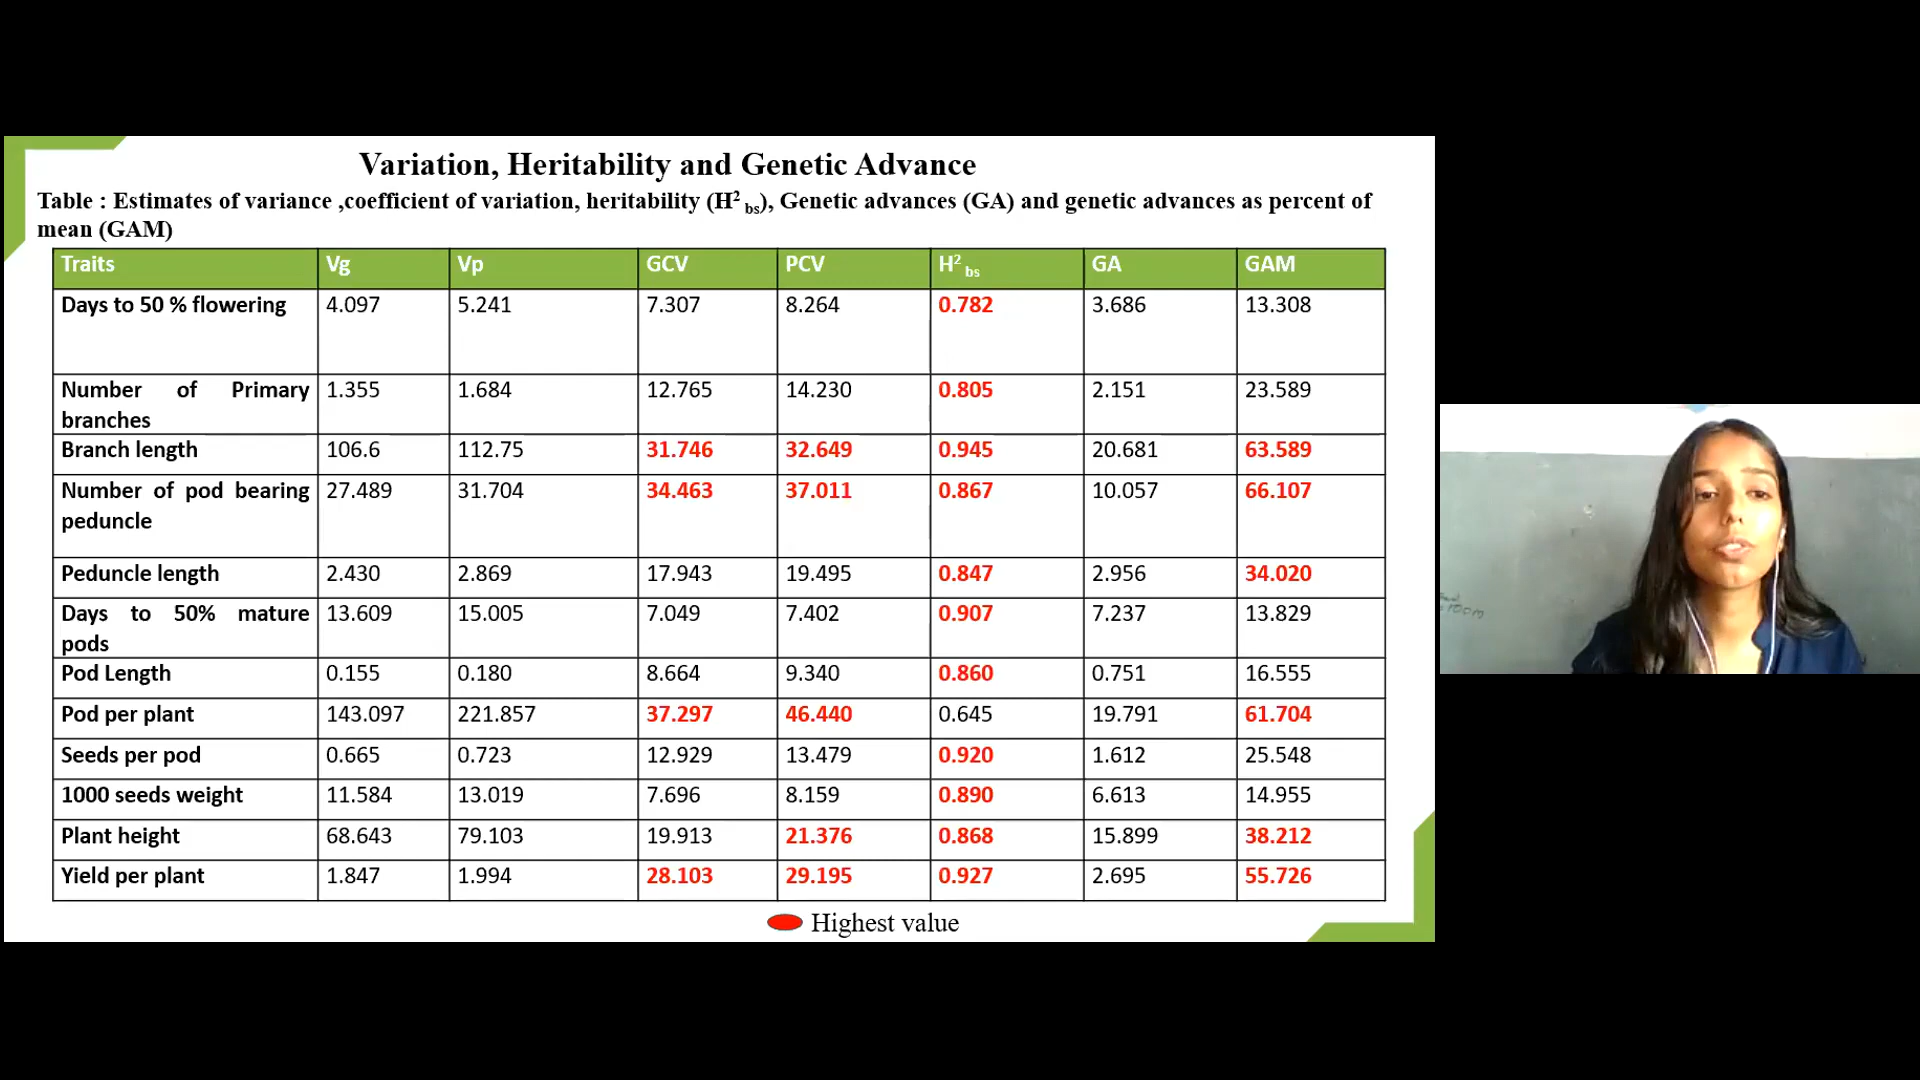 Variation, Heritability and Genetic Advance
Table : Estimates of variance ,coefficient of variation, heritability (H² bs), Genetic advances (GA) and genetic advances as percent of
mean (GAM)
Traits Vg Vp GCV PCV H² bs GA GAM
Days to 50 % flowering 4.097 5.241 7.307 8.264 0.782 3.686 13.308
Number of Primary 1.355 1.684 12.765 14.230 0.805 2.151 23.589
branches
Branch length 106.6 112.75 31.746 32.649 0.945 20.681 63.589
Number of pod bearing 27.489 31.704 34.463 37.011 0.867 10.057 66.107
peduncle
Peduncle length 2.430 2.869 17.943 19.495 0.847 2.956 34.020
Days to 50% mature 13.609 15.005 7.049 7.402 0.907 7.237 13.829
pods
Pod Length 0.155 0.180 8.664 9.340 0.860 0.751 16.555
Pod per plant 143.097 221.857 37.297 46.440 0.645 19.791 61.704
Seeds per pod 0.665 0.723 12.929 13.479 0.920 1.612 25.548
1000 seeds weight 11.584 13.019 7.696 8.159 0.890 6.613 14.955
Plant height 68.643 79.103 19.913 21.376 0.868 15.899 38.212
Yield per plant 1.847 1.994 28.103 29.195 0.927 2.695 55.726
Highest value